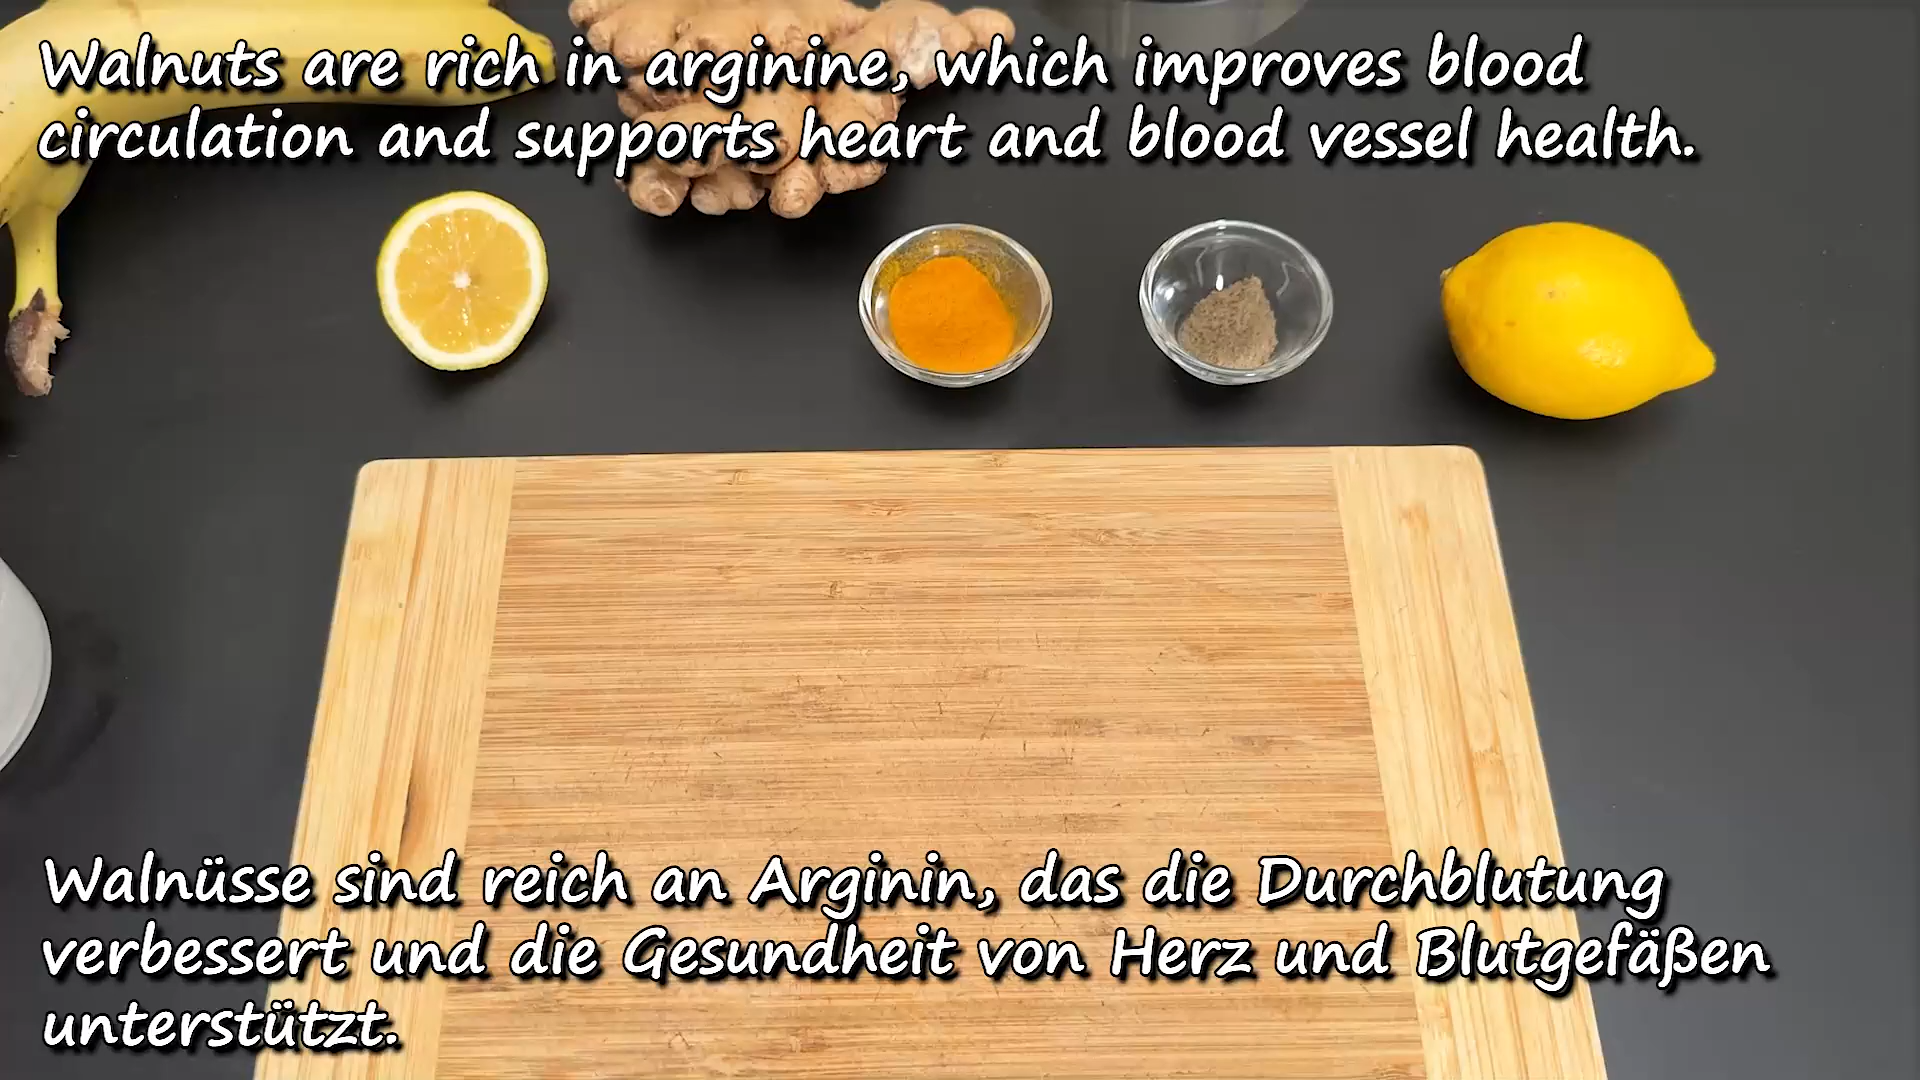 Walnuts are rich in arginine, which improves blood
circulation and supports heart and blood vessel health.
Walnüsse sind reich an Arginin, das die Durchblutung
verbessert und die Gesundheit von Herz und Blutgefäßen
unterstützt.